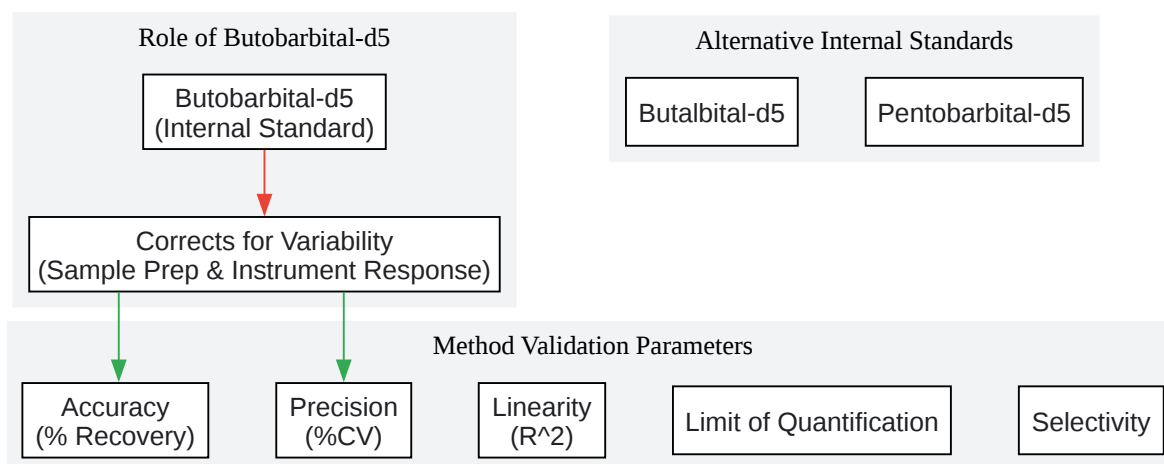 Role of Butobarbital-d5
Butobarbital-d5
(Internal Standard)
Corrects for Variability
(Sample Prep & Instrument Response)
Alternative Internal Standards
Butalbital-d5
Pentobarbital-d5
Method Validation Parameters
Accuracy
(% Recovery)
Precision
(%CV)
Linearity
(R^2)
Limit of Quantification
Selectivity